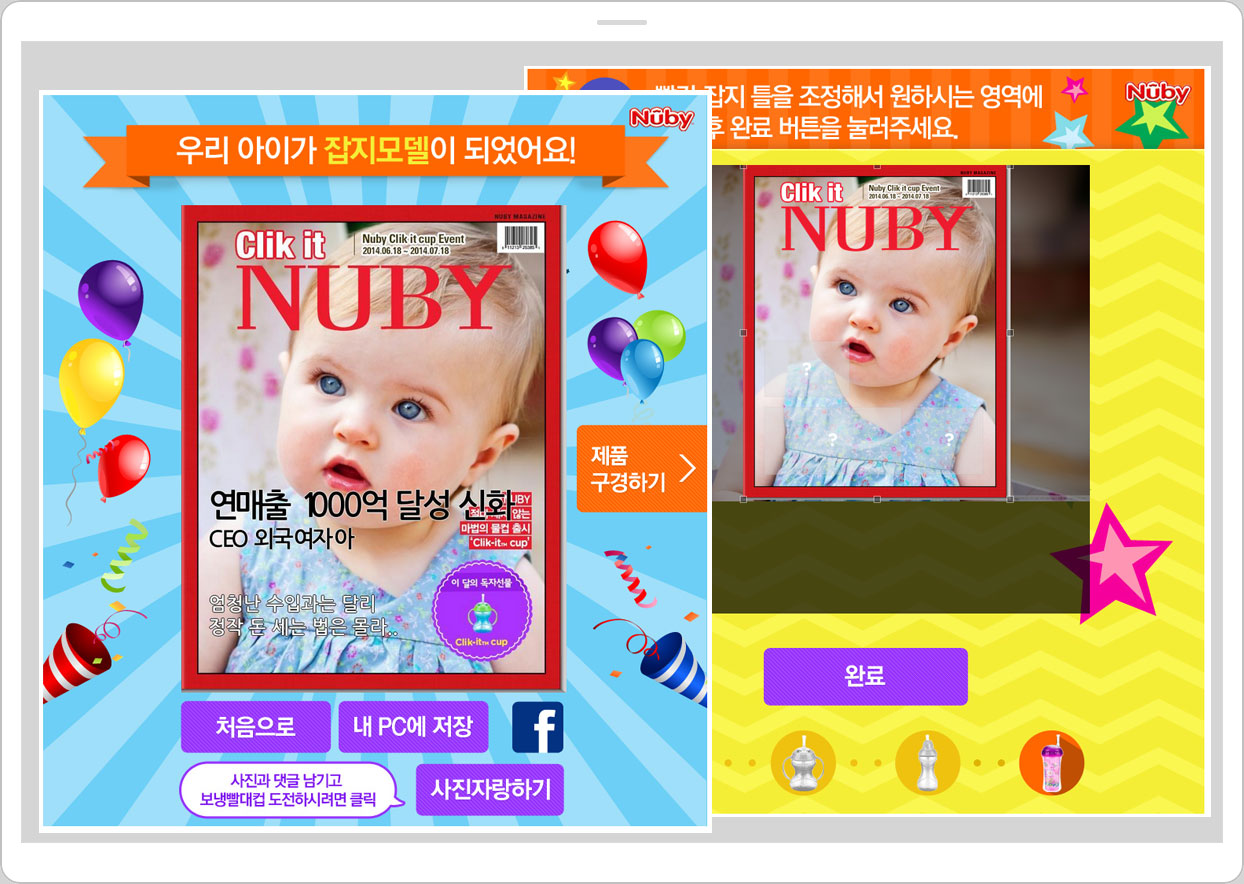 Nûby
우리 아이가 잡지모델이 되었어요!
NUBY MAGAZINE
Clik it
Nuby Clik it cup Event
2014.06.18 ~ 2014.07.18
NUBY
연매출 1000억 달성 신화
CEO 외국여자아
않는
마법의 물컵 출시
'Clik-it™ cup'
엄청난 수입과는 달리
정작 돈 세는 법은 몰라..
이 달의 독자선물
Clik-it™ cup
제품
구경하기
처음으로
내 PC에 저장
f
사진과 댓글 남기고
보냉빨대컵 도전하시려면 클릭
사진자랑하기
잡지 틀을 조정해서 원하시는 영역에
후 완료 버튼을 눌러주세요.
Nûby
NUBY MAGAZINE
Clik it
Nuby Clik it cup Event
2014.06.18 ~ 2014.07.18
NUBY
?
? ?
완료